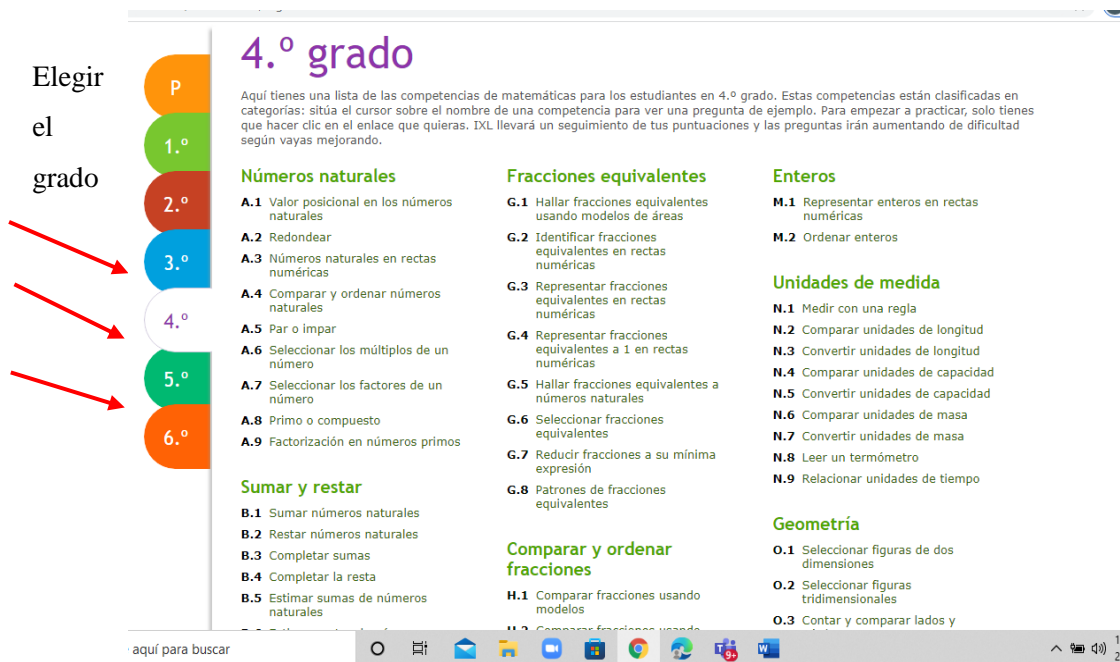 Elegir
el
grado
P
1.º
2.º
3.º
4.º
5.º
6.º
4.º grado
Aquí tienes una lista de las competencias de matemáticas para los estudiantes en 4.º grado. Estas competencias están clasificadas en
categorías: sitúa el cursor sobre el nombre de una competencia para ver una pregunta de ejemplo. Para empezar a practicar, solo tienes
que hacer clic en el enlace que quieras. IXL llevará un seguimiento de tus puntuaciones y las preguntas irán aumentando de dificultad
según vayas mejorando.
Números naturales
A.1 Valor posicional en los números
naturales
A.2 Redondear
A.3 Números naturales en rectas
numéricas
A.4 Comparar y ordenar números
naturales
A.5 Par o impar
A.6 Seleccionar los múltiplos de un
número
A.7 Seleccionar los factores de un
número
A.8 Primo o compuesto
A.9 Factorización en números primos
Sumar y restar
B.1 Sumar números naturales
B.2 Restar números naturales
B.3 Completar sumas
B.4 Completar la resta
B.5 Estimar sumas de números
naturales
Fracciones equivalentes
G.1 Hallar fracciones equivalentes
usando modelos de áreas
G.2 Identificar fracciones
equivalentes en rectas
numéricas
G.3 Representar fracciones
equivalentes en rectas
numéricas
G.4 Representar fracciones
equivalentes a 1 en rectas
numéricas
G.5 Hallar fracciones equivalentes a
números naturales
G.6 Seleccionar fracciones
equivalentes
G.7 Reducir fracciones a su mínima
expresión
G.8 Patrones de fracciones
equivalentes
Comparar y ordenar
fracciones
H.1 Comparar fracciones usando
modelos
H.2 Comparar fracciones usando
Enteros
M.1 Representar enteros en rectas
numéricas
M.2 Ordenar enteros
Unidades de medida
N.1 Medir con una regla
N.2 Comparar unidades de longitud
N.3 Convertir unidades de longitud
N.4 Comparar unidades de capacidad
N.5 Convertir unidades de capacidad
N.6 Comparar unidades de masa
N.7 Convertir unidades de masa
N.8 Leer un termómetro
N.9 Relacionar unidades de tiempo
Geometría
O.1 Seleccionar figuras de dos
dimensiones
O.2 Seleccionar figuras
tridimensionales
O.3 Contar y comparar lados y
aquí para buscar
9+
W